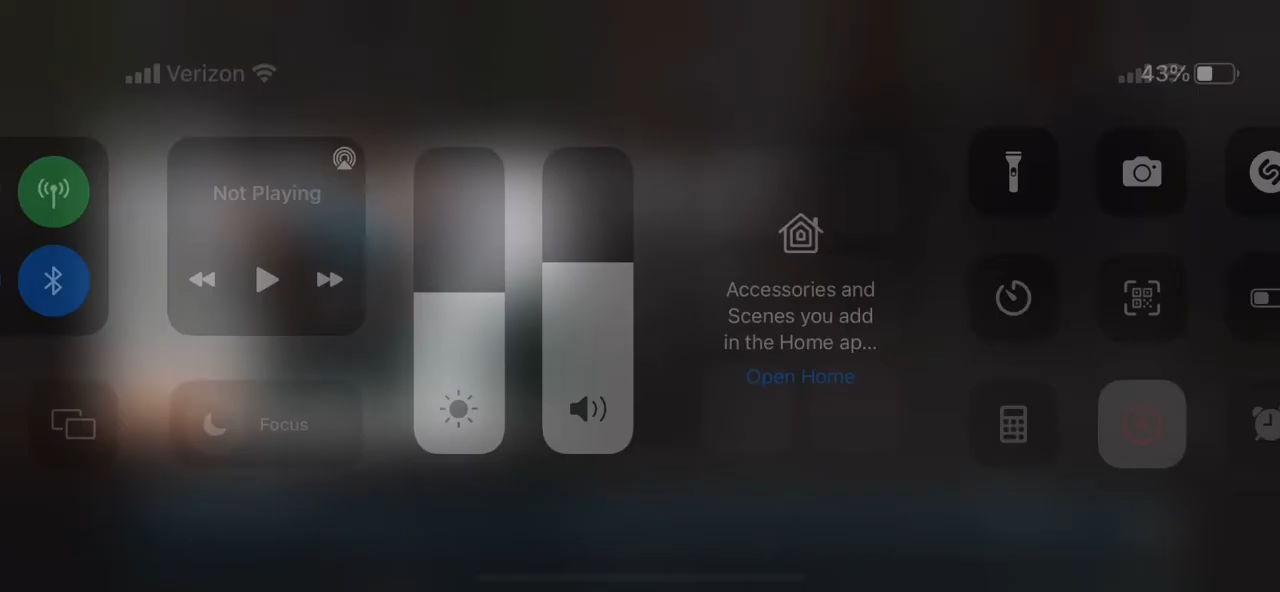 Verizon
43%
Not Playing
Accessories and
Scenes you add
in the Home ap...
Open Home
Focus